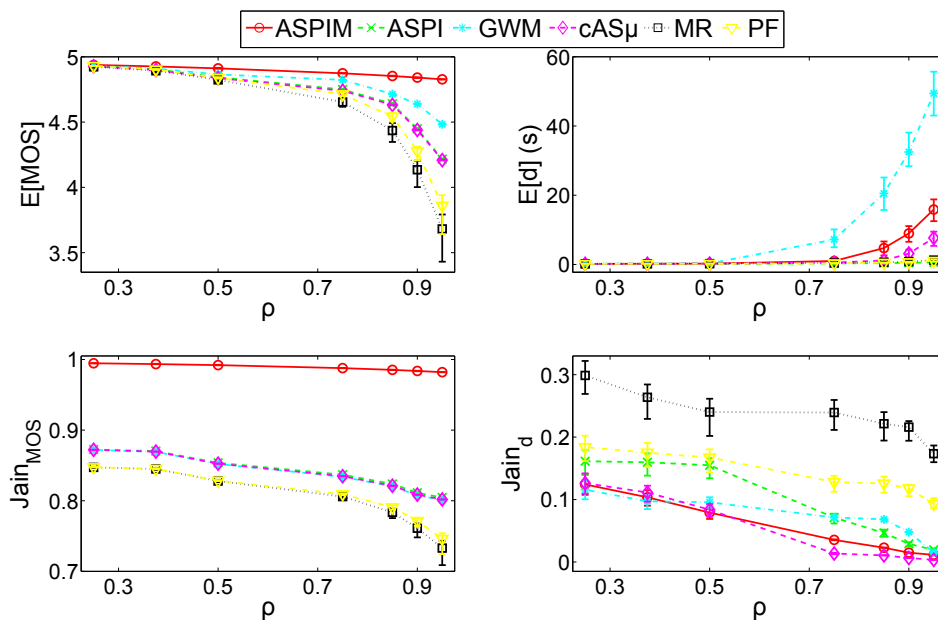 ASPIM ASPI GWM cASμ MR PF
5
4.5
4
3.5
E[MOS]
0.3 0.5 0.7 0.9
ρ
60
40
20
0
E[d] (s)
0.3 0.5 0.7 0.9
ρ
1
0.9
0.8
0.7
Jain_MOS
0.3 0.5 0.7 0.9
ρ
0.3
0.2
0.1
0
Jain_d
0.3 0.5 0.7 0.9
ρ